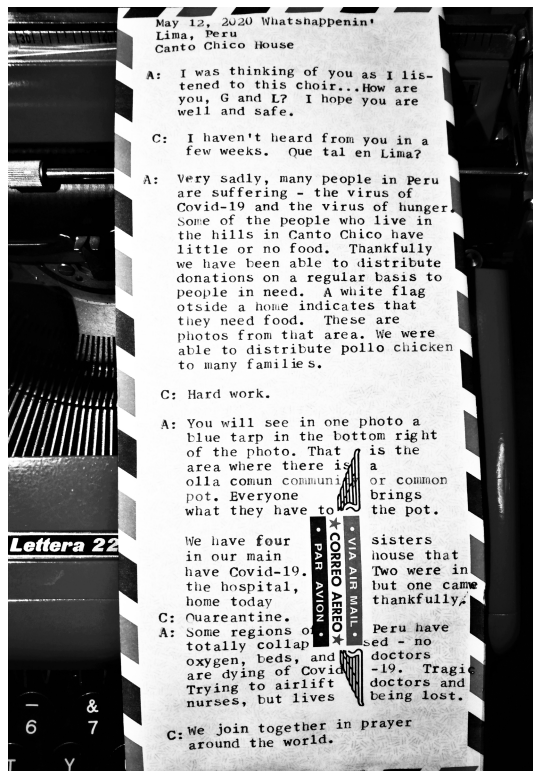 May 12, 2020 Whatshappenin'
Lima, Peru
Canto Chico House
A: I was thinking of you as I lis-
tened to this choir...How are
you, G and L? I hope you are
well and safe.
C: I haven't heard from you in a
few weeks. Que tal en Lima?
A: Very sadly, many people in Peru
are suffering - the virus of
Covid-19 and the virus of hunger.
Some of the people who live in
the hills in Canto Chico have
little or no food. Thankfully
we have been able to distribute
donations on a regular basis to
people in need. A white flag
otside a home indicates that
they need food. These are
photos from that area. We were
able to distribute pollo chicken
to many families.
C: Hard work.
A: You will see in one photo a
blue tarp in the bottom right
of the photo. That is the
area where there is a
olla comun communi or common
pot. Everyone brings
what they have to the pot.
We have four sisters
in our main house that
have Covid-19. Two were in
the hospital, but one came
home today thankfully.
C: Quareantine.
A: Some regions of Peru have
totally collap sed - no
oxygen, beds, and doctors
are dying of Covid -19. Tragic
Trying to airlift doctors and
nurses, but lives being lost.
C: We join together in prayer
around the world.
VIA AIR MAIL
CORREO AEREO
PAR AVION
Lettera 22
- &
6 7
T Y